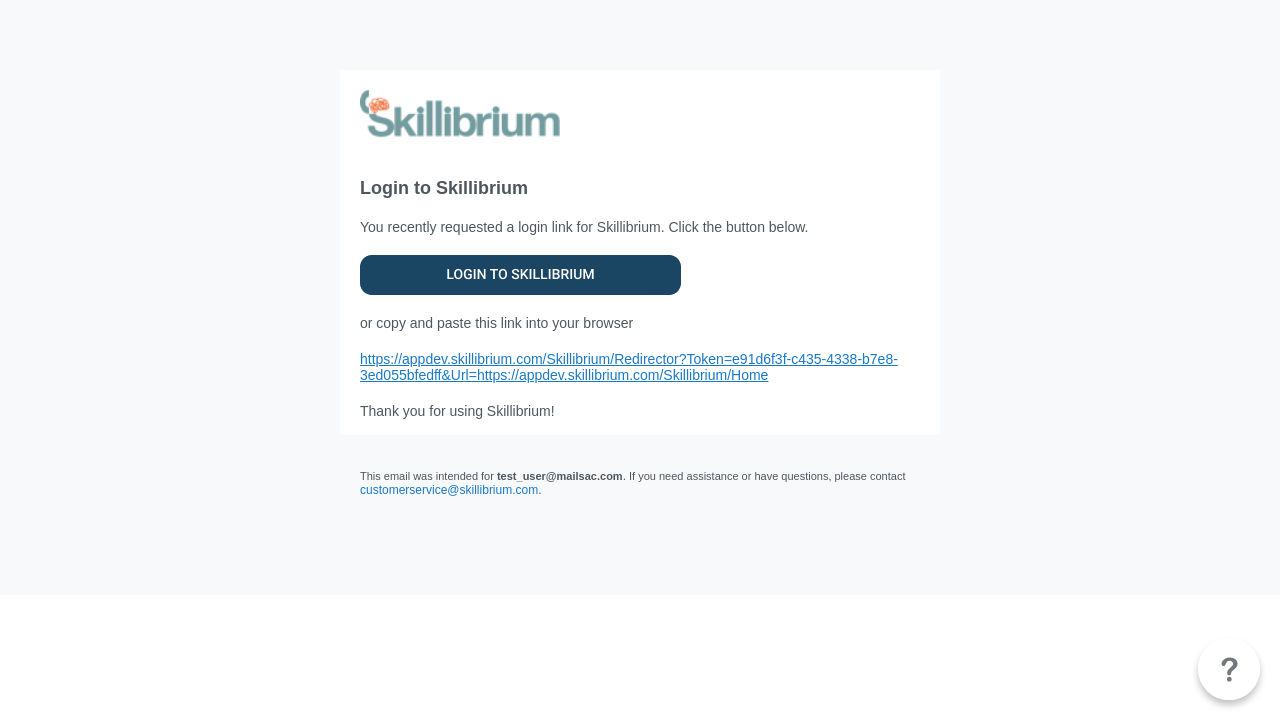 Skillibrium
Login to Skillibrium
You recently requested a login link for Skillibrium. Click the button below.
LOGIN TO SKILLIBRIUM
or copy and paste this link into your browser
https://appdev.skillibrium.com/Skillibrium/Redirector?Token=e91d6f3f-c435-4338-b7e8-
3ed055bfedff&Url=https://appdev.skillibrium.com/Skillibrium/Home
Thank you for using Skillibrium!
This email was intended for test_user@mailsac.com. If you need assistance or have questions, please contact
customerservice@skillibrium.com.
?